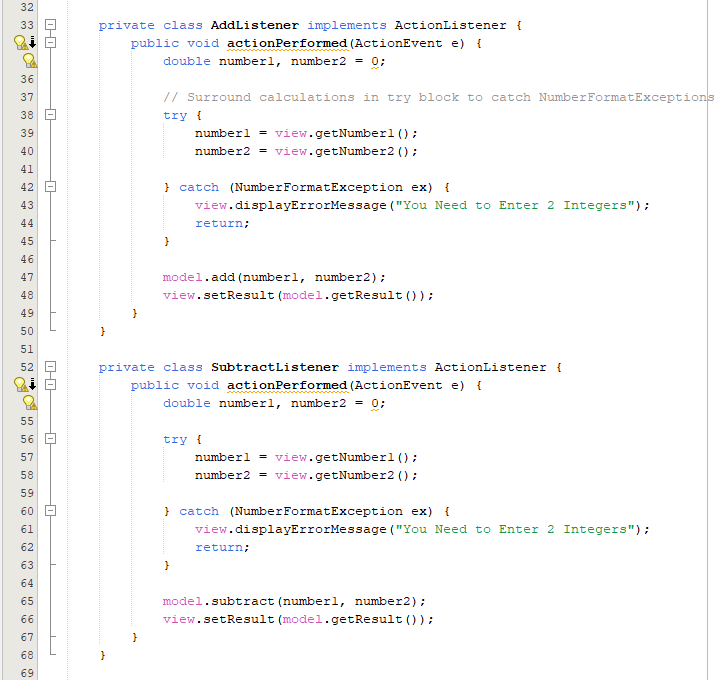 32
33 private class AddListener implements ActionListener {
public void actionPerformed(ActionEvent e) {
double number1, number2 = 0;
36
37 // Surround calculations in try block to catch NumberFormatExceptions
38 try {
39 number1 = view.getNumber1();
40 number2 = view.getNumber2();
41
42 } catch (NumberFormatException ex) {
43 view.displayErrorMessage("You Need to Enter 2 Integers");
44 return;
45 }
46
47 model.add(number1, number2);
48 view.setResult(model.getResult());
49 }
50 }
51
52 private class SubtractListener implements ActionListener {
public void actionPerformed(ActionEvent e) {
double number1, number2 = 0;
55
56 try {
57 number1 = view.getNumber1();
58 number2 = view.getNumber2();
59
60 } catch (NumberFormatException ex) {
61 view.displayErrorMessage("You Need to Enter 2 Integers");
62 return;
63 }
64
65 model.subtract(number1, number2);
66 view.setResult(model.getResult());
67 }
68 }
69